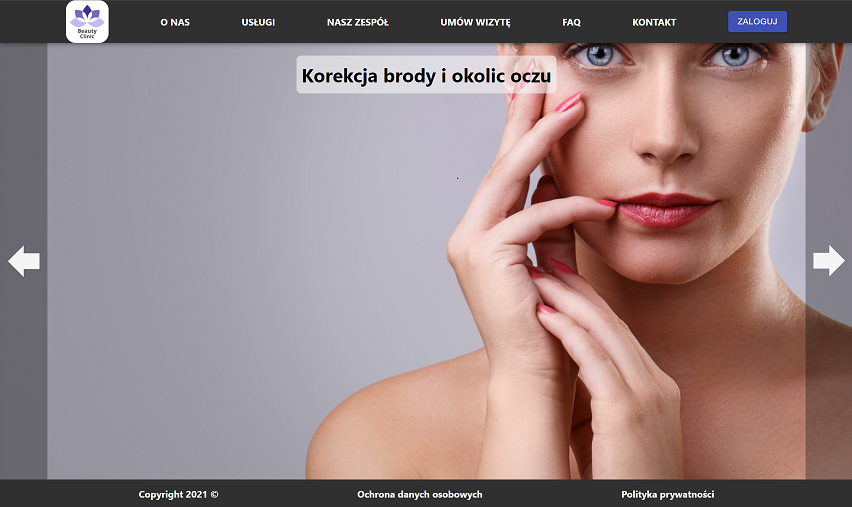 Beauty
Clinic
O NAS
USŁUGI
NASZ ZESPÓŁ
UMÓW WIZYTĘ
FAQ
KONTAKT
ZALOGUJ
Korekcja brody i okolic oczu
Copyright 2021 ©
Ochrona danych osobowych
Polityka prywatności